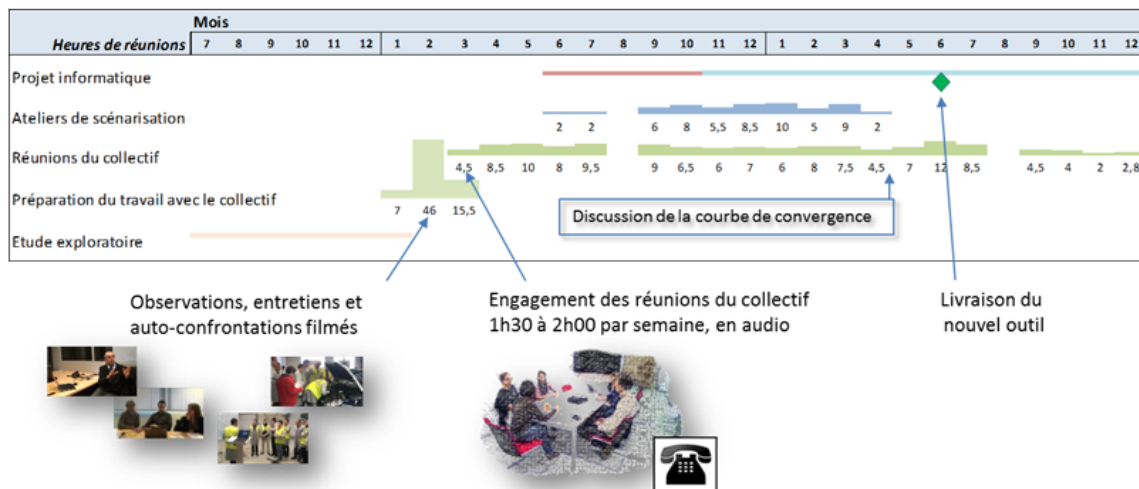 Mois
Heures de réunions 7 8 9 10 11 12 1 2 3 4 5 6 7 8 9 10 11 12 1 2 3 4 5 6 7 8 9 10 11 12
Projet informatique
Ateliers de scénarisation
2 2 6 8 5,5 8,5 10 5 9 2
Réunions du collectif
4,5 8,5 10 8 9,5 9 6,5 6 7 6 8 7,5 4,5 7 12 8,5 4,5 4 2 2,8
Préparation du travail avec le collectif
7 46 15,5
Discussion de la courbe de convergence
Etude exploratoire
Observations, entretiens et
auto-confrontations filmés
Engagement des réunions du collectif
1h30 à 2h00 par semaine, en audio
Livraison du
nouvel outil